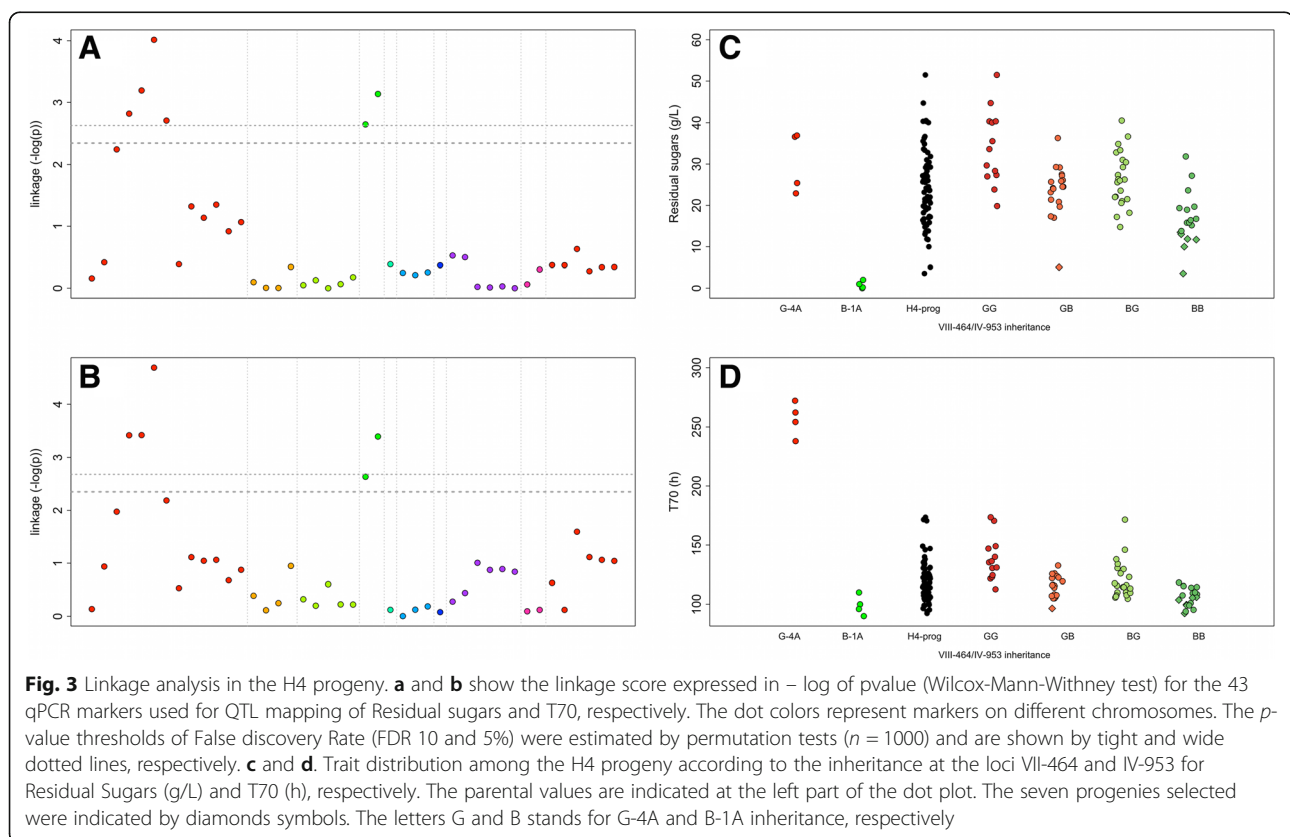 A
4
3
2
1
0
linkage (-log(p))
B
4
3
2
1
0
linkage (-log(p))
C
60
50
40
30
20
10
0
Residual sugars (g/L)
G-4A B-1A H4-prog GG GB BG BB
VIII-464/IV-953 inheritance
D
300
250
200
150
100
T70 (h)
G-4A B-1A H4-prog GG GB BG BB
VIII-464/IV-953 inheritance
Fig. 3 Linkage analysis in the H4 progeny. a and b show the linkage score expressed in – log of pvalue (Wilcox-Mann-Withney test) for the 43
qPCR markers used for QTL mapping of Residual sugars and T70, respectively. The dot colors represent markers on different chromosomes. The p-
value thresholds of False discovery Rate (FDR 10 and 5%) were estimated by permutation tests (n = 1000) and are shown by tight and wide
dotted lines, respectively. c and d. Trait distribution among the H4 progeny according to the inheritance at the loci VII-464 and IV-953 for
Residual Sugars (g/L) and T70 (h), respectively. The parental values are indicated at the left part of the dot plot. The seven progenies selected
were indicated by diamonds symbols. The letters G and B stands for G-4A and B-1A inheritance, respectively